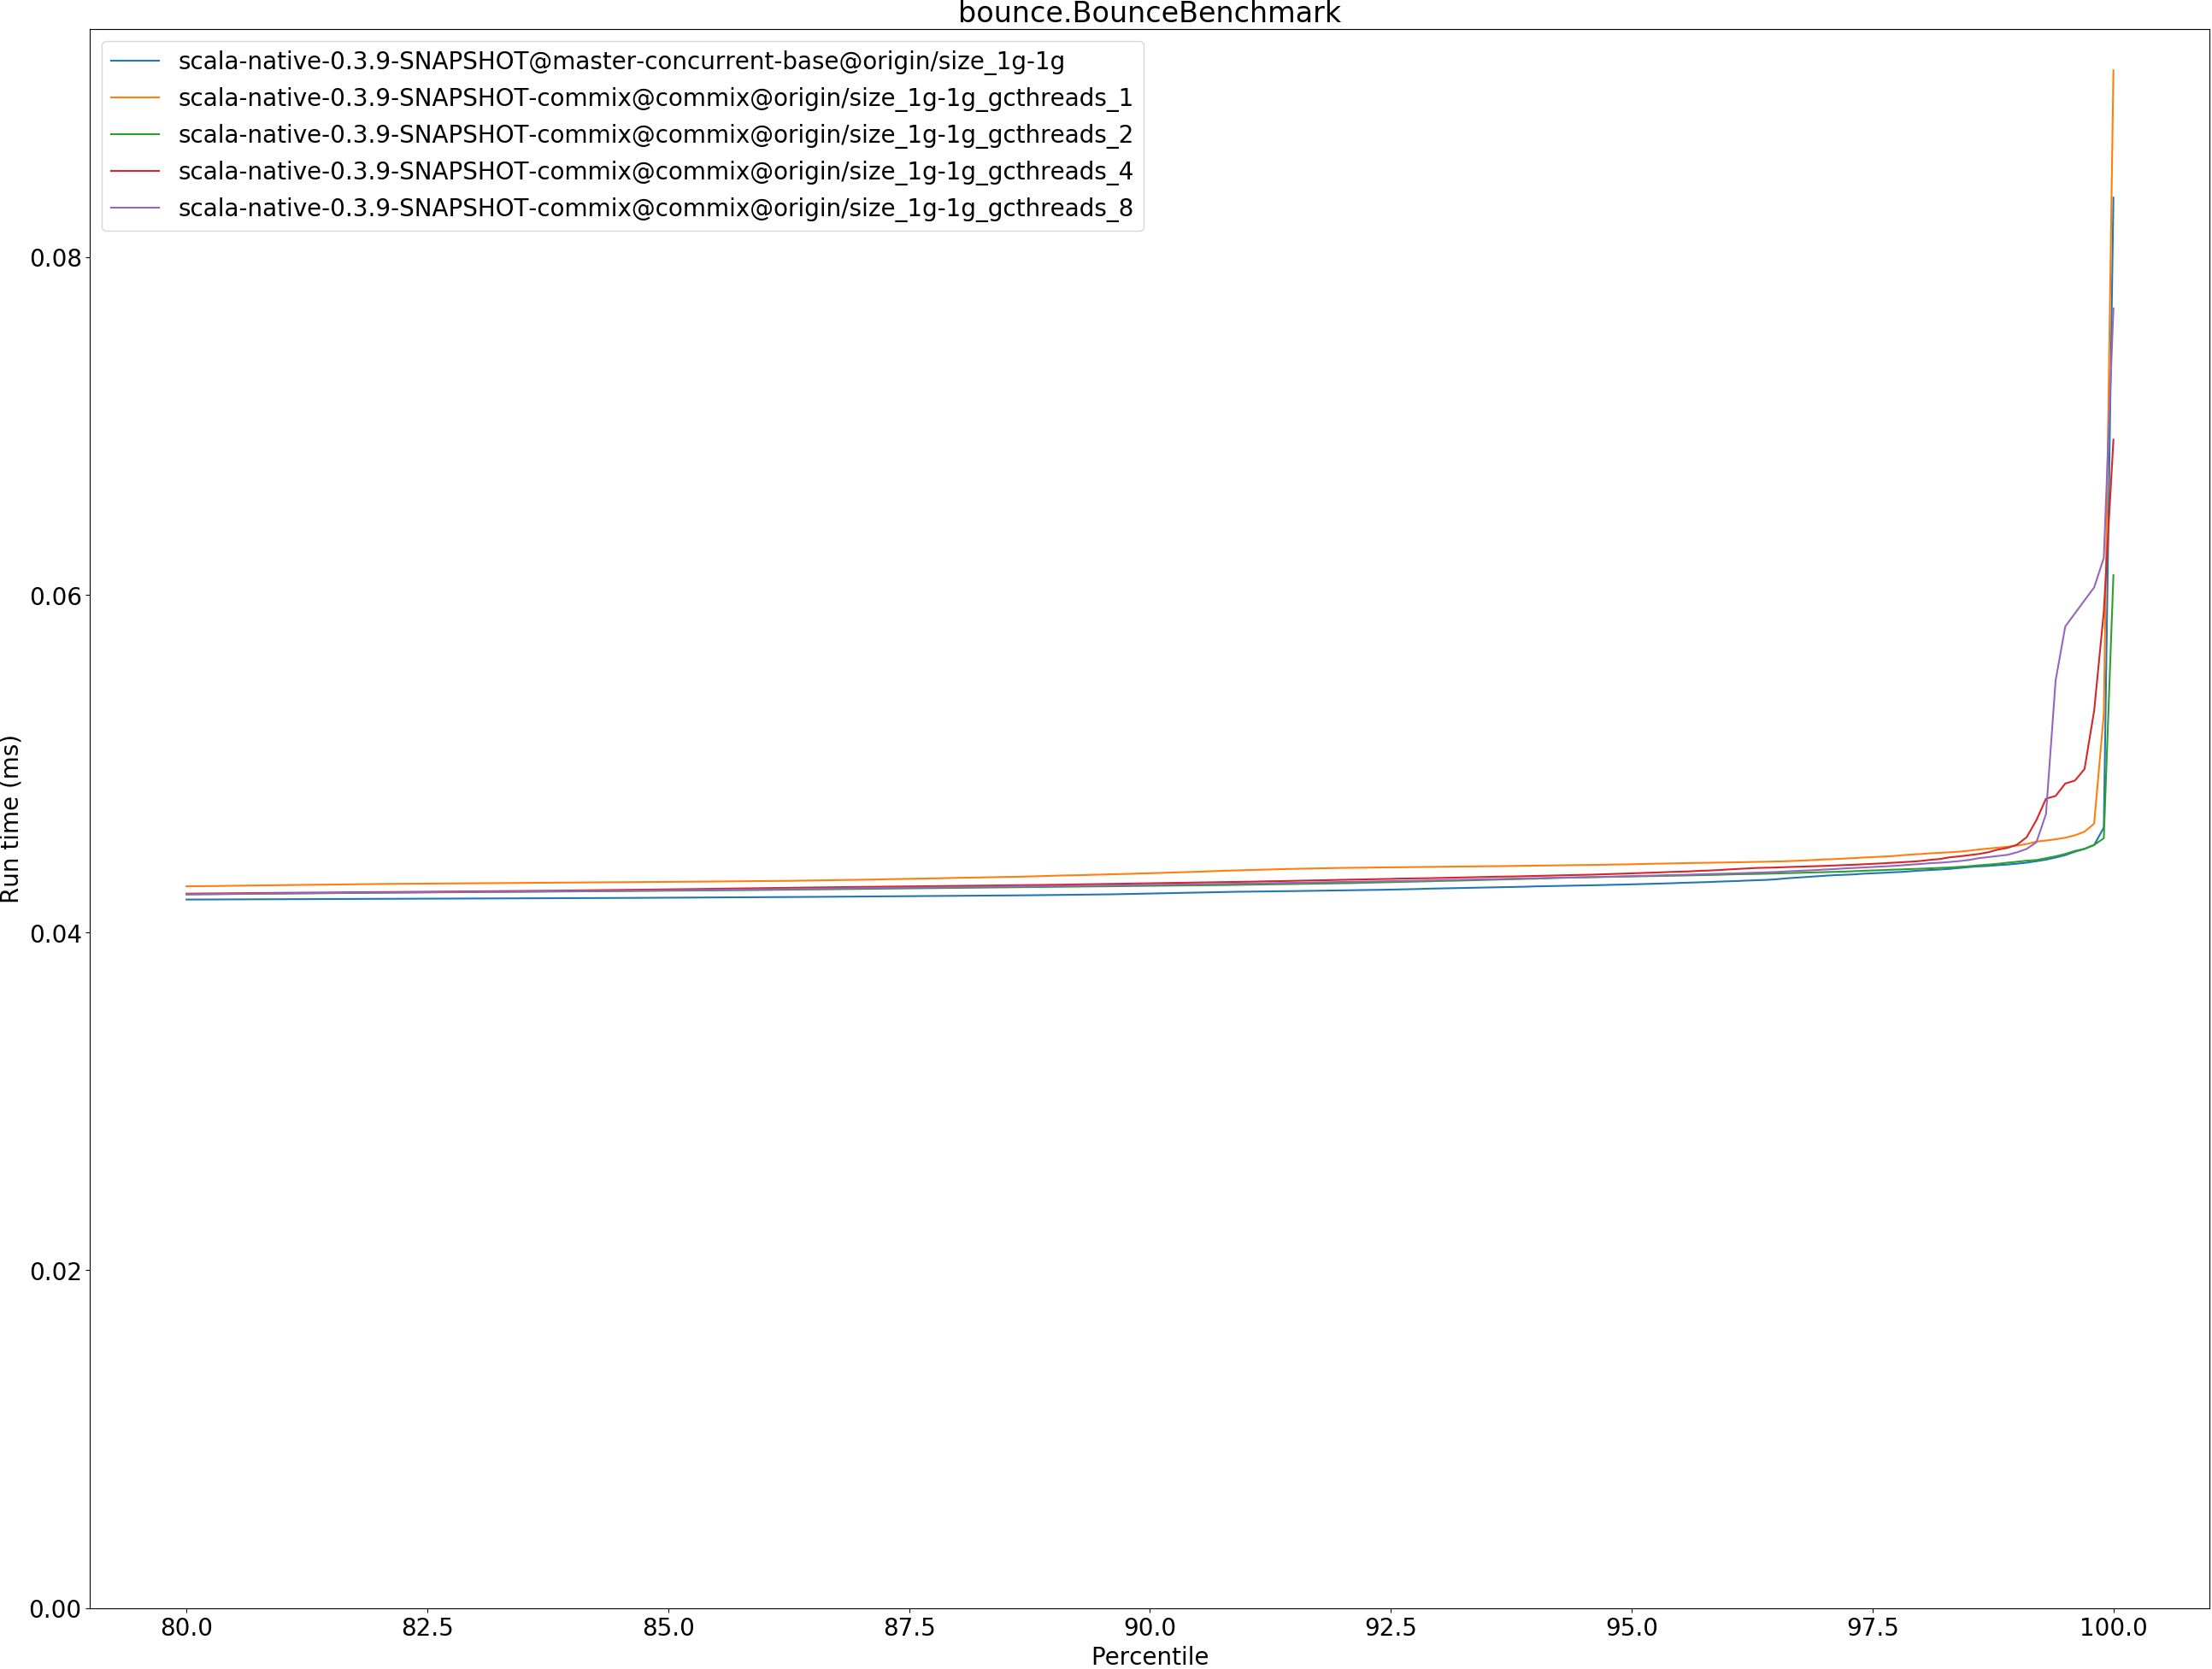 bounce.BounceBenchmark
scala-native-0.3.9-SNAPSHOT@master-concurrent-base@origin/size_1g-1g
scala-native-0.3.9-SNAPSHOT-commix@commix@origin/size_1g-1g_gcthreads_1
scala-native-0.3.9-SNAPSHOT-commix@commix@origin/size_1g-1g_gcthreads_2
scala-native-0.3.9-SNAPSHOT-commix@commix@origin/size_1g-1g_gcthreads_4
scala-native-0.3.9-SNAPSHOT-commix@commix@origin/size_1g-1g_gcthreads_8
0.08
0.06
0.04
0.02
0.00
Run time (ms)
80.0 82.5 85.0 87.5 90.0 92.5 95.0 97.5 100.0
Percentile